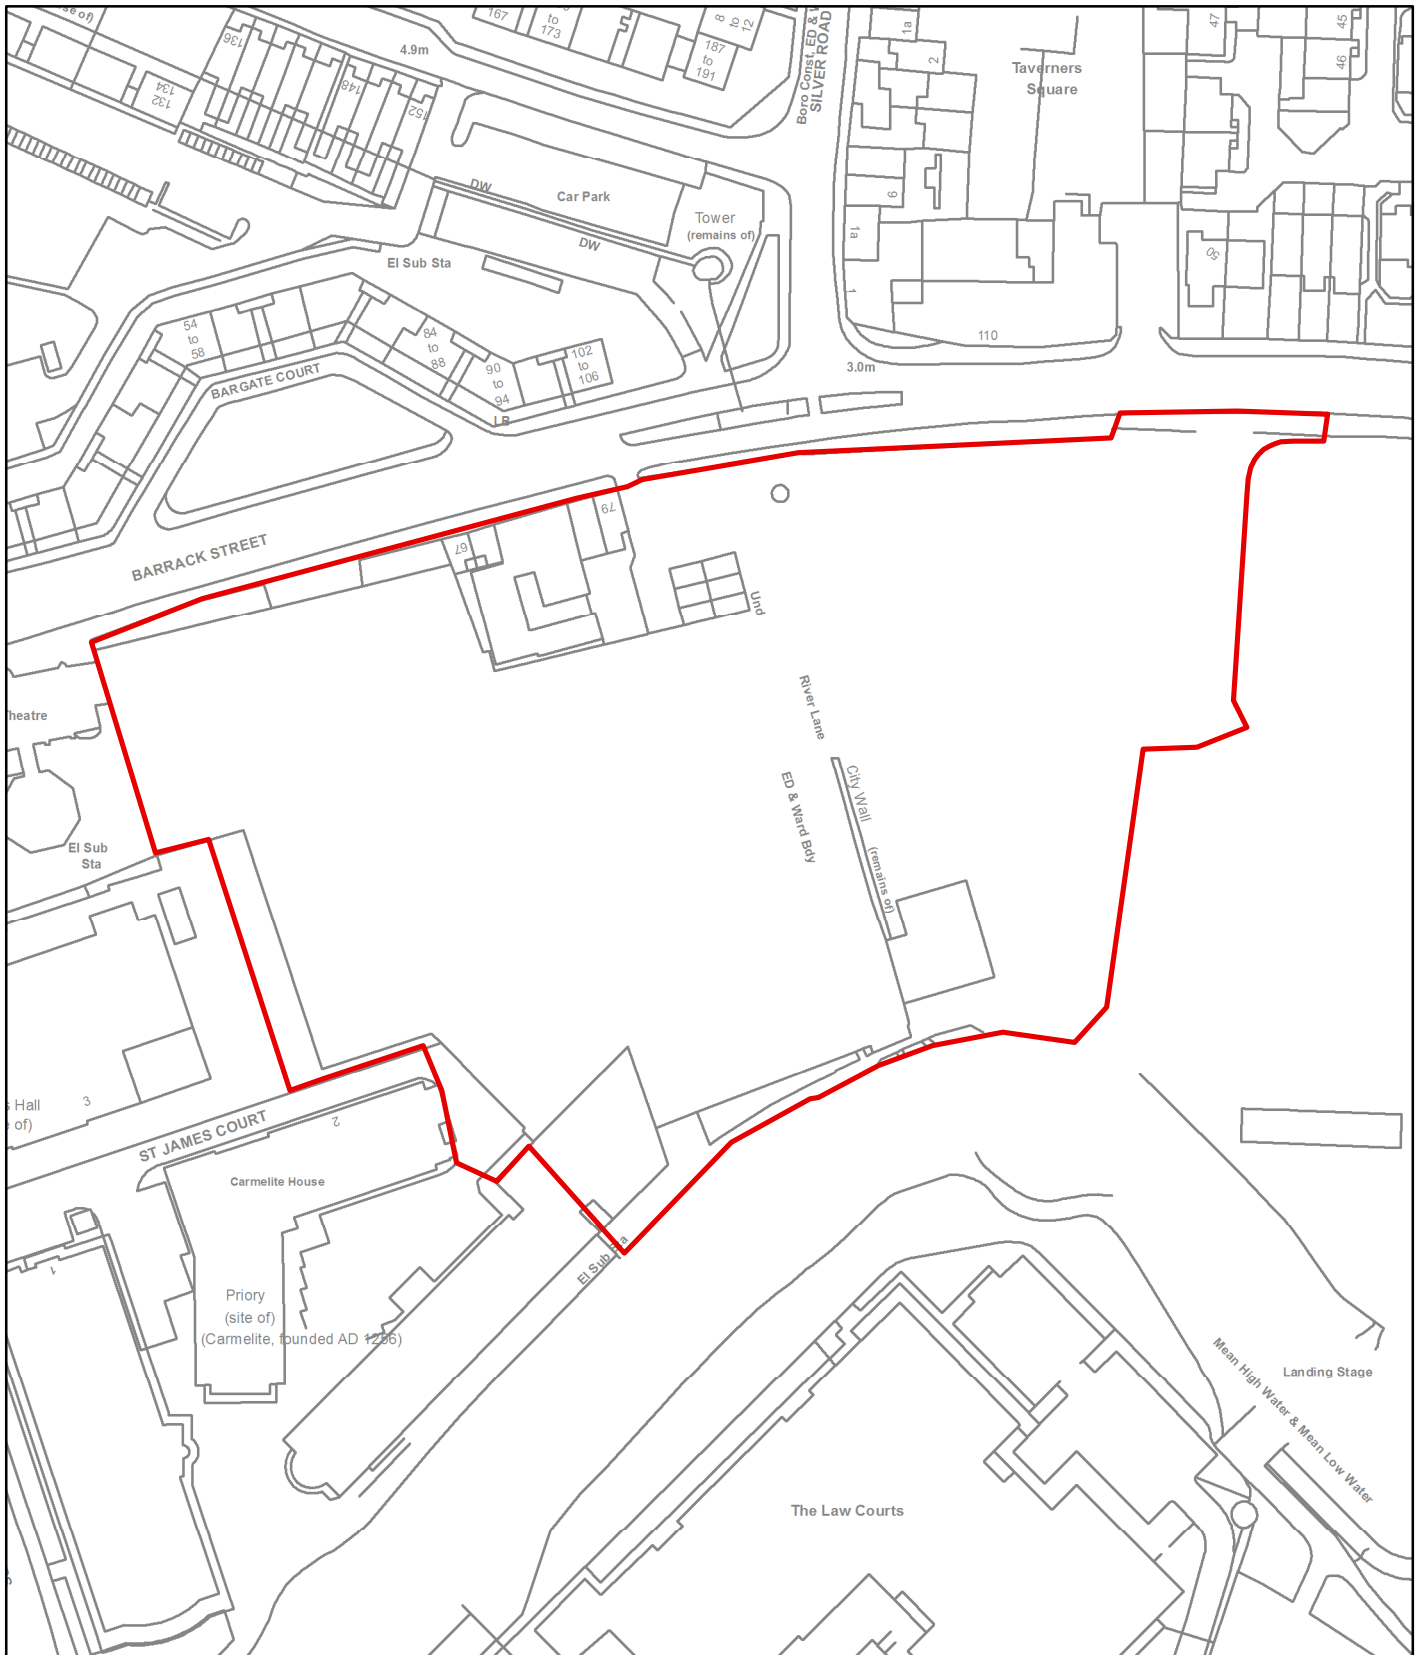 se of)
136
132
134
148
152
4.9m
167
to
173
8
to
12
187
to
191
Boro Const, ED &
SILVER ROAD
1a
2
6
1a
1
Taverners
Square
47
45
46
50
DW
Car Park
DW
Tower
(remains of)
El Sub Sta
110
3.0m
54
to
58
84
to
88
90
to
94
102
to
106
BARGATE COURT
LB
BARRACK STREET
67
79
Und
River Lane
heatre
El Sub
Sta
ED & Ward Bdy
City Wall
(remains of)
s Hall
e of)
3
2
ST JAMES COURT
Carmelite House
1
El Sub
Priory
(site of)
(Carmelite, founded AD 1256)
Mean High Water & Mean Low Water
Landing Stage
The Law Courts